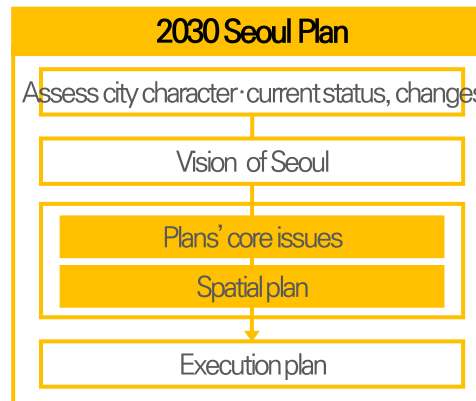 2030 Seoul Plan
Assess city character·current status, changes
Vision of Seoul
Plans’ core issues
Spatial plan
Execution plan